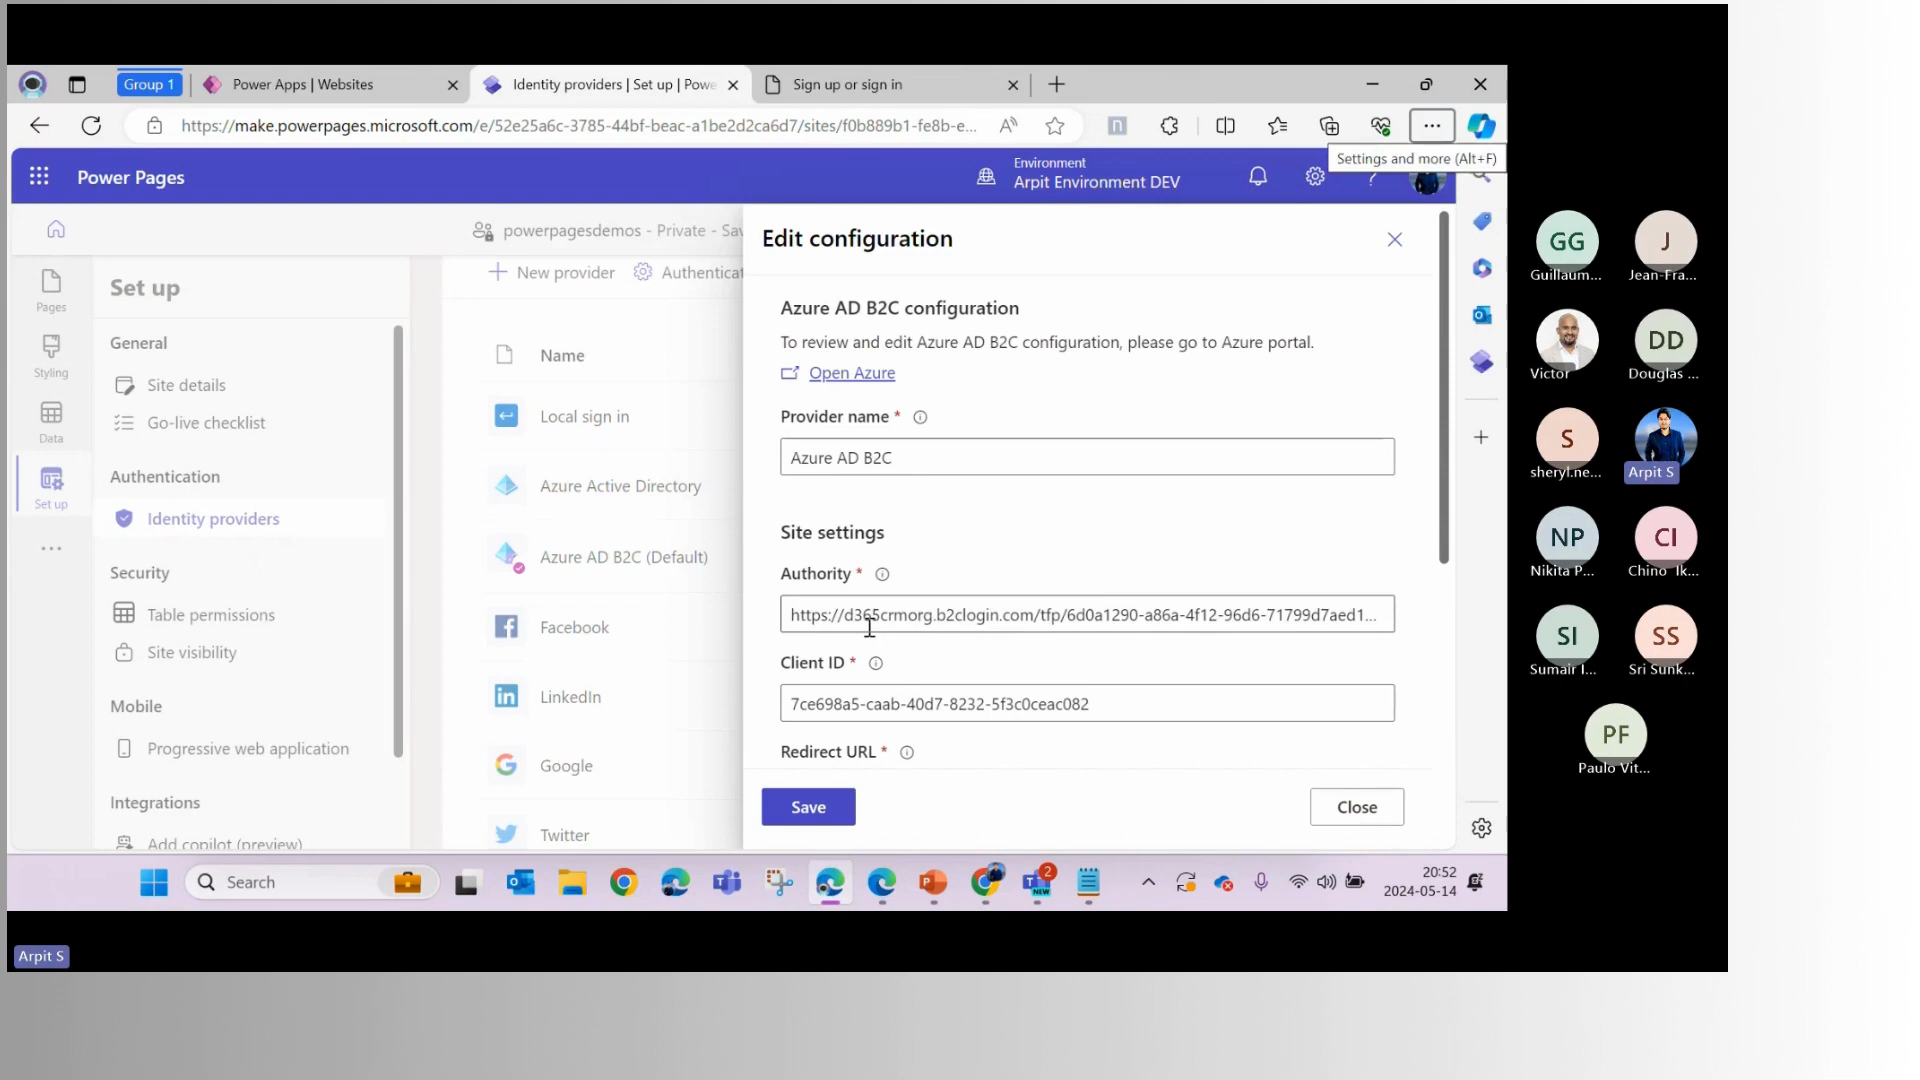 Group 1
Power Apps | Websites
Identity providers | Set up | Powe
Sign up or sign in
https://make.powerpages.microsoft.com/e/52e25a6c-3785-44bf-beac-a1be2d2ca6d7/sites/f0b889b1-fe8b-e...
Settings and more (Alt+F)
Power Pages
Environment
Arpit Environment DEV
powerpagesdemos - Private - Sav
Edit configuration
Pages
Styling
Data
Set up
Set up
General
Site details
Go-live checklist
Authentication
Identity providers
Security
Table permissions
Site visibility
Mobile
Progressive web application
Integrations
Add copilot (preview)
New provider
Authenticat
Name
Local sign in
Azure Active Directory
Azure AD B2C (Default)
Facebook
LinkedIn
Google
Twitter
Azure AD B2C configuration
To review and edit Azure AD B2C configuration, please go to Azure portal.
Open Azure
Provider name *
Azure AD B2C
Site settings
Authority *
https://d365crmorg.b2clogin.com/tfp/6d0a1290-a86a-4f12-96d6-71799d7aed1...
Client ID *
7ce698a5-caab-40d7-8232-5f3c0ceac082
Redirect URL *
Save
Close
GG
Guillaum...
J
Jean-Fra...
Victor
DD
Douglas ...
S
sheryl.ne...
Arpit S
NP
Nikita P...
CI
Chino Ik...
SI
Sumair I...
SS
Sri Sunk...
PF
Paulo Vit...
Search
2
NEW
20:52
2024-05-14
Arpit S